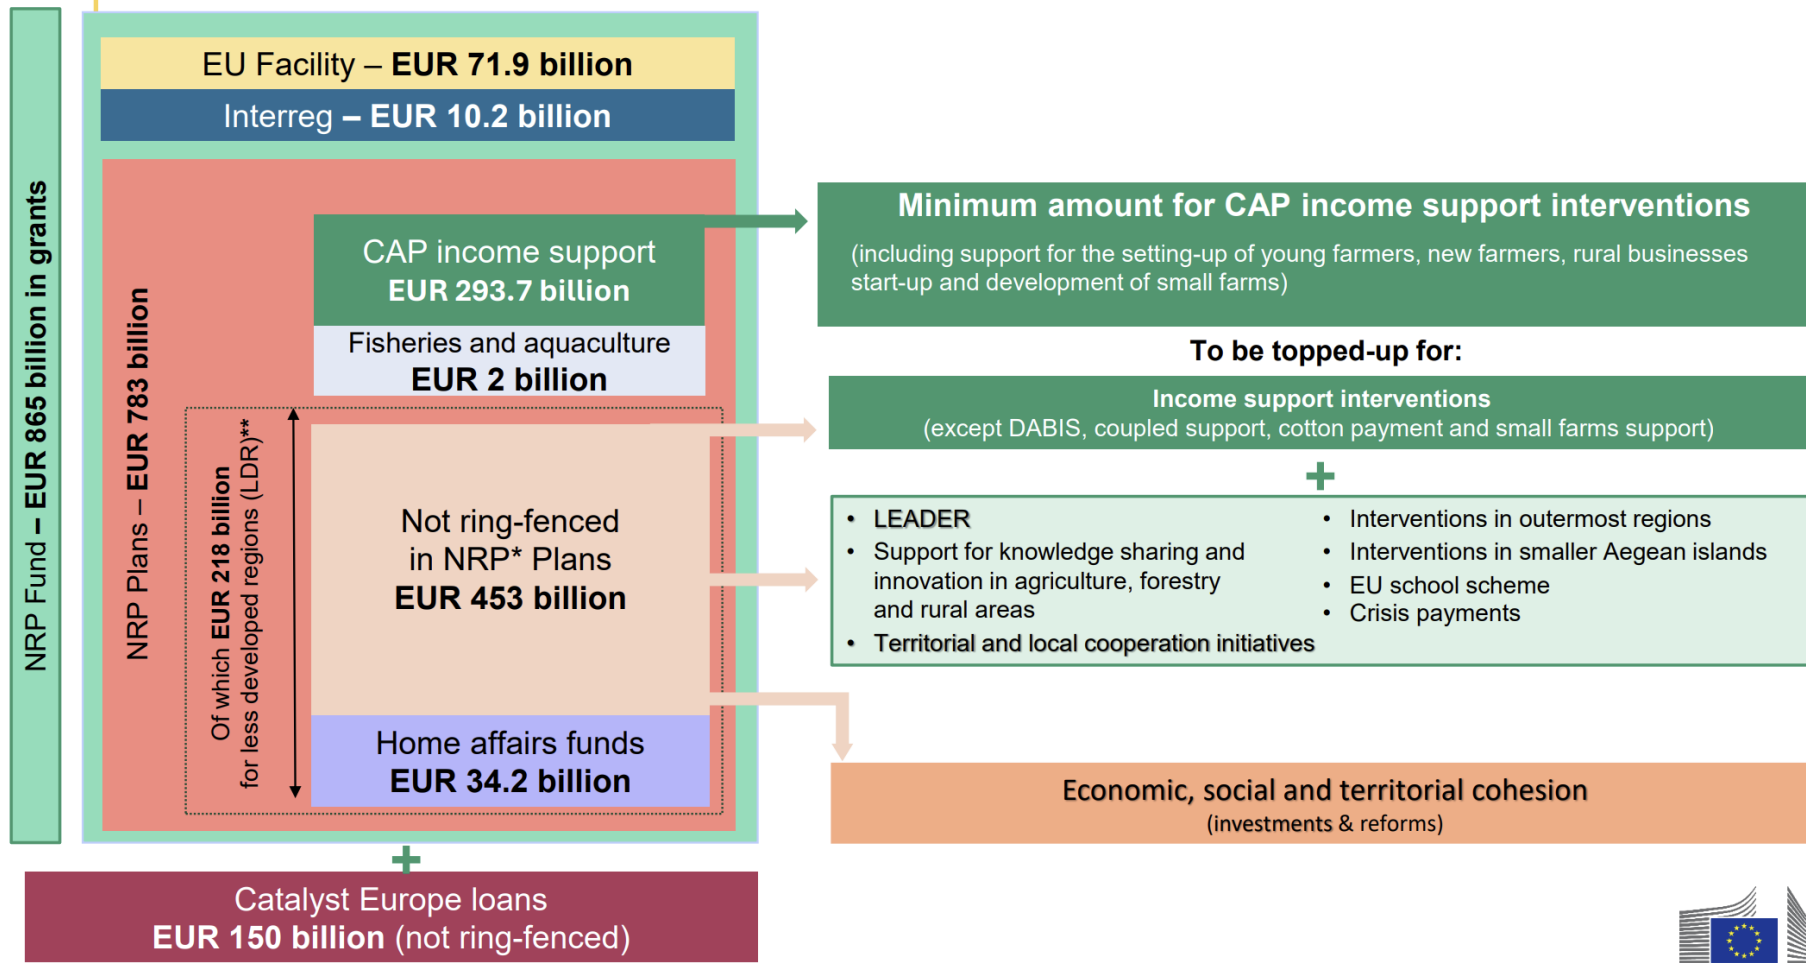 NRP Fund – EUR 865 billion in grants
EU Facility – EUR 71.9 billion
Interreg – EUR 10.2 billion
NRP Plans – EUR 783 billion
CAP income support
EUR 293.7 billion
Fisheries and aquaculture
EUR 2 billion
Of which EUR 218 billion
for less developed regions (LDR)**
Not ring-fenced
in NRP* Plans
EUR 453 billion
Home affairs funds
EUR 34.2 billion
+
Catalyst Europe loans
EUR 150 billion (not ring-fenced)
Minimum amount for CAP income support interventions
(including support for the setting-up of young farmers, new farmers, rural businesses
start-up and development of small farms)
To be topped-up for:
Income support interventions
(except DABIS, coupled support, cotton payment and small farms support)
+
• LEADER
• Support for knowledge sharing and
innovation in agriculture, forestry
and rural areas
• Territorial and local cooperation initiatives
• Interventions in outermost regions
• Interventions in smaller Aegean islands
• EU school scheme
• Crisis payments
Economic, social and territorial cohesion
(investments & reforms)